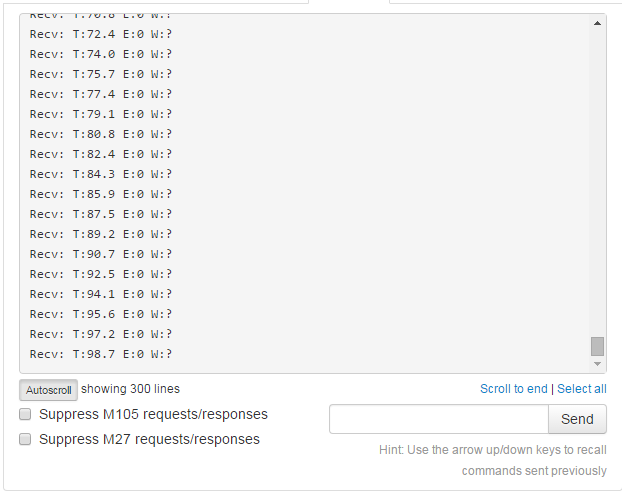 Recv: T:70.8 E:0 W:?
Recv: T:72.4 E:0 W:?
Recv: T:74.0 E:0 W:?
Recv: T:75.7 E:0 W:?
Recv: T:77.4 E:0 W:?
Recv: T:79.1 E:0 W:?
Recv: T:80.8 E:0 W:?
Recv: T:82.4 E:0 W:?
Recv: T:84.3 E:0 W:?
Recv: T:85.9 E:0 W:?
Recv: T:87.5 E:0 W:?
Recv: T:89.2 E:0 W:?
Recv: T:90.7 E:0 W:?
Recv: T:92.5 E:0 W:?
Recv: T:94.1 E:0 W:?
Recv: T:95.6 E:0 W:?
Recv: T:97.2 E:0 W:?
Recv: T:98.7 E:0 W:?
Autoscroll showing 300 lines Scroll to end | Select all
Suppress M105 requests/responses
Send
Suppress M27 requests/responses
Hint: Use the arrow up/down keys to recall
commands sent previously